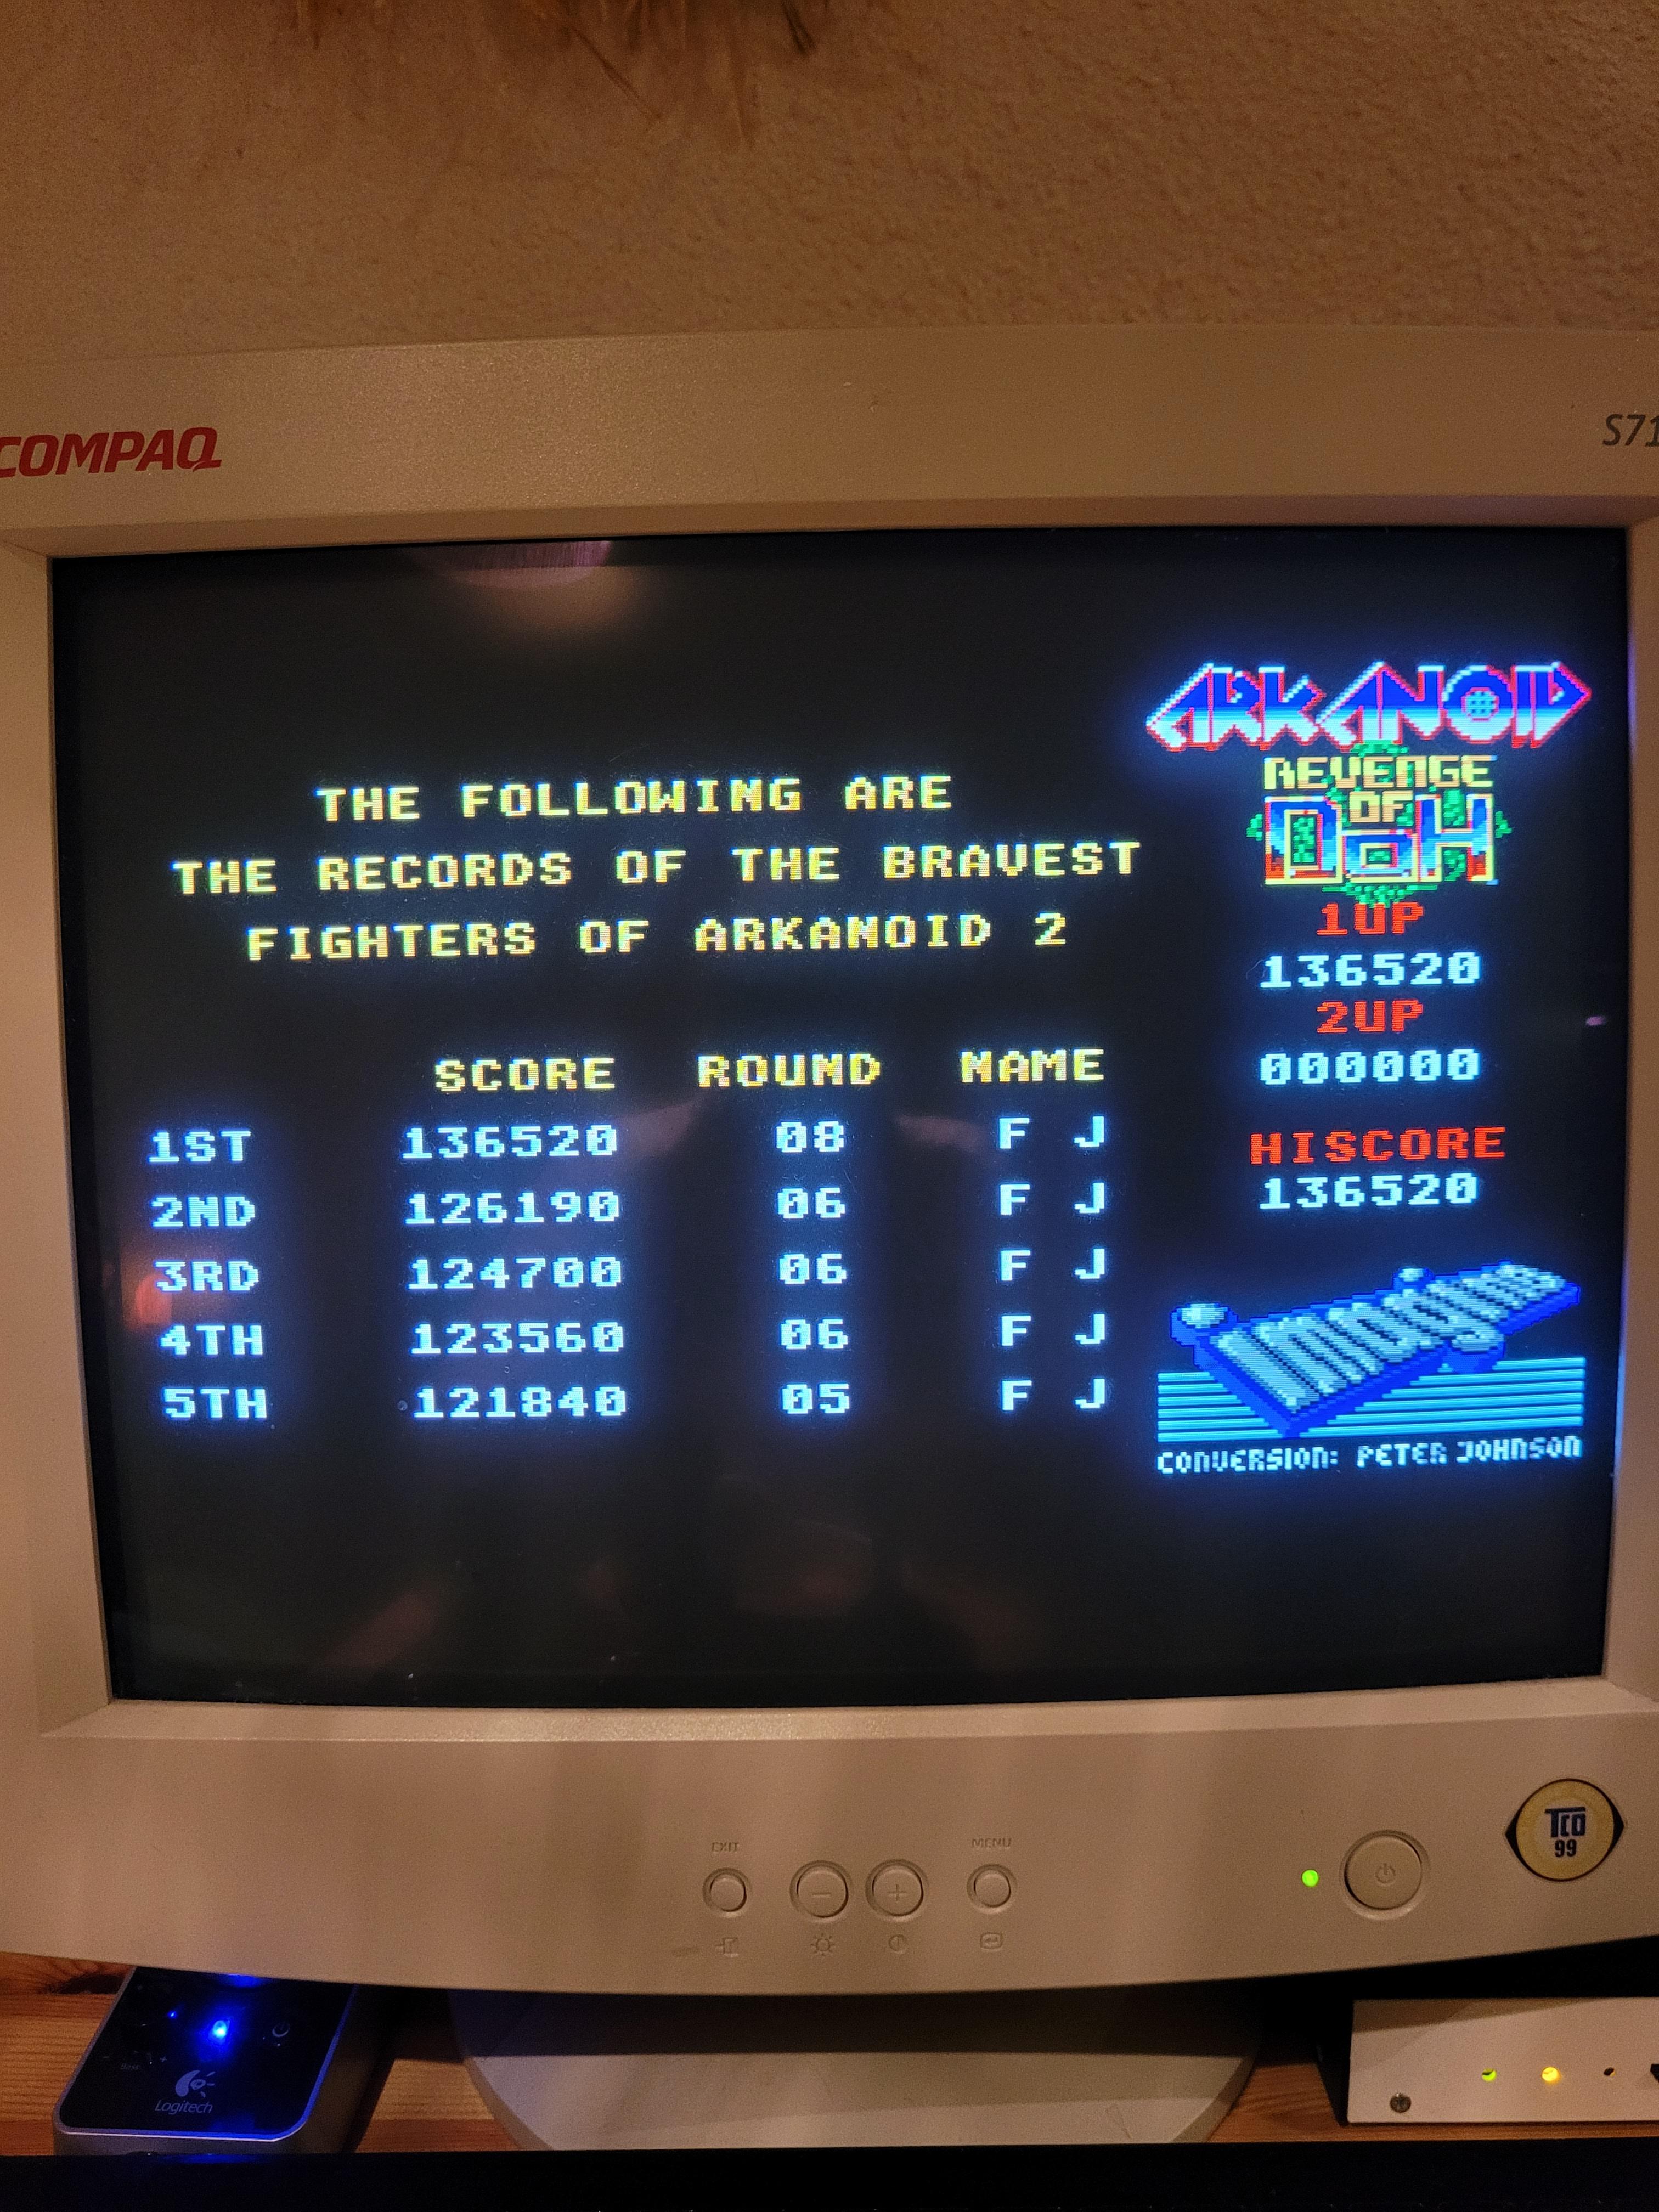 COMPAQ
S71
ARKANOID
REVENGE
OF
DOH
THE FOLLOWING ARE
THE RECORDS OF THE BRAVEST
FIGHTERS OF ARKANOID 2
1UP
136520
2UP
000000
HISCORE
136520
SCORE ROUND NAME
1ST 136520 08 F J
2ND 126190 06 F J
3RD 124700 06 F J
4TH 123560 06 F J
5TH 121840 05 F J
imagine
CONVERSION: PETER JOHNSON
EXIT
MENU
TCO
99
Logitech